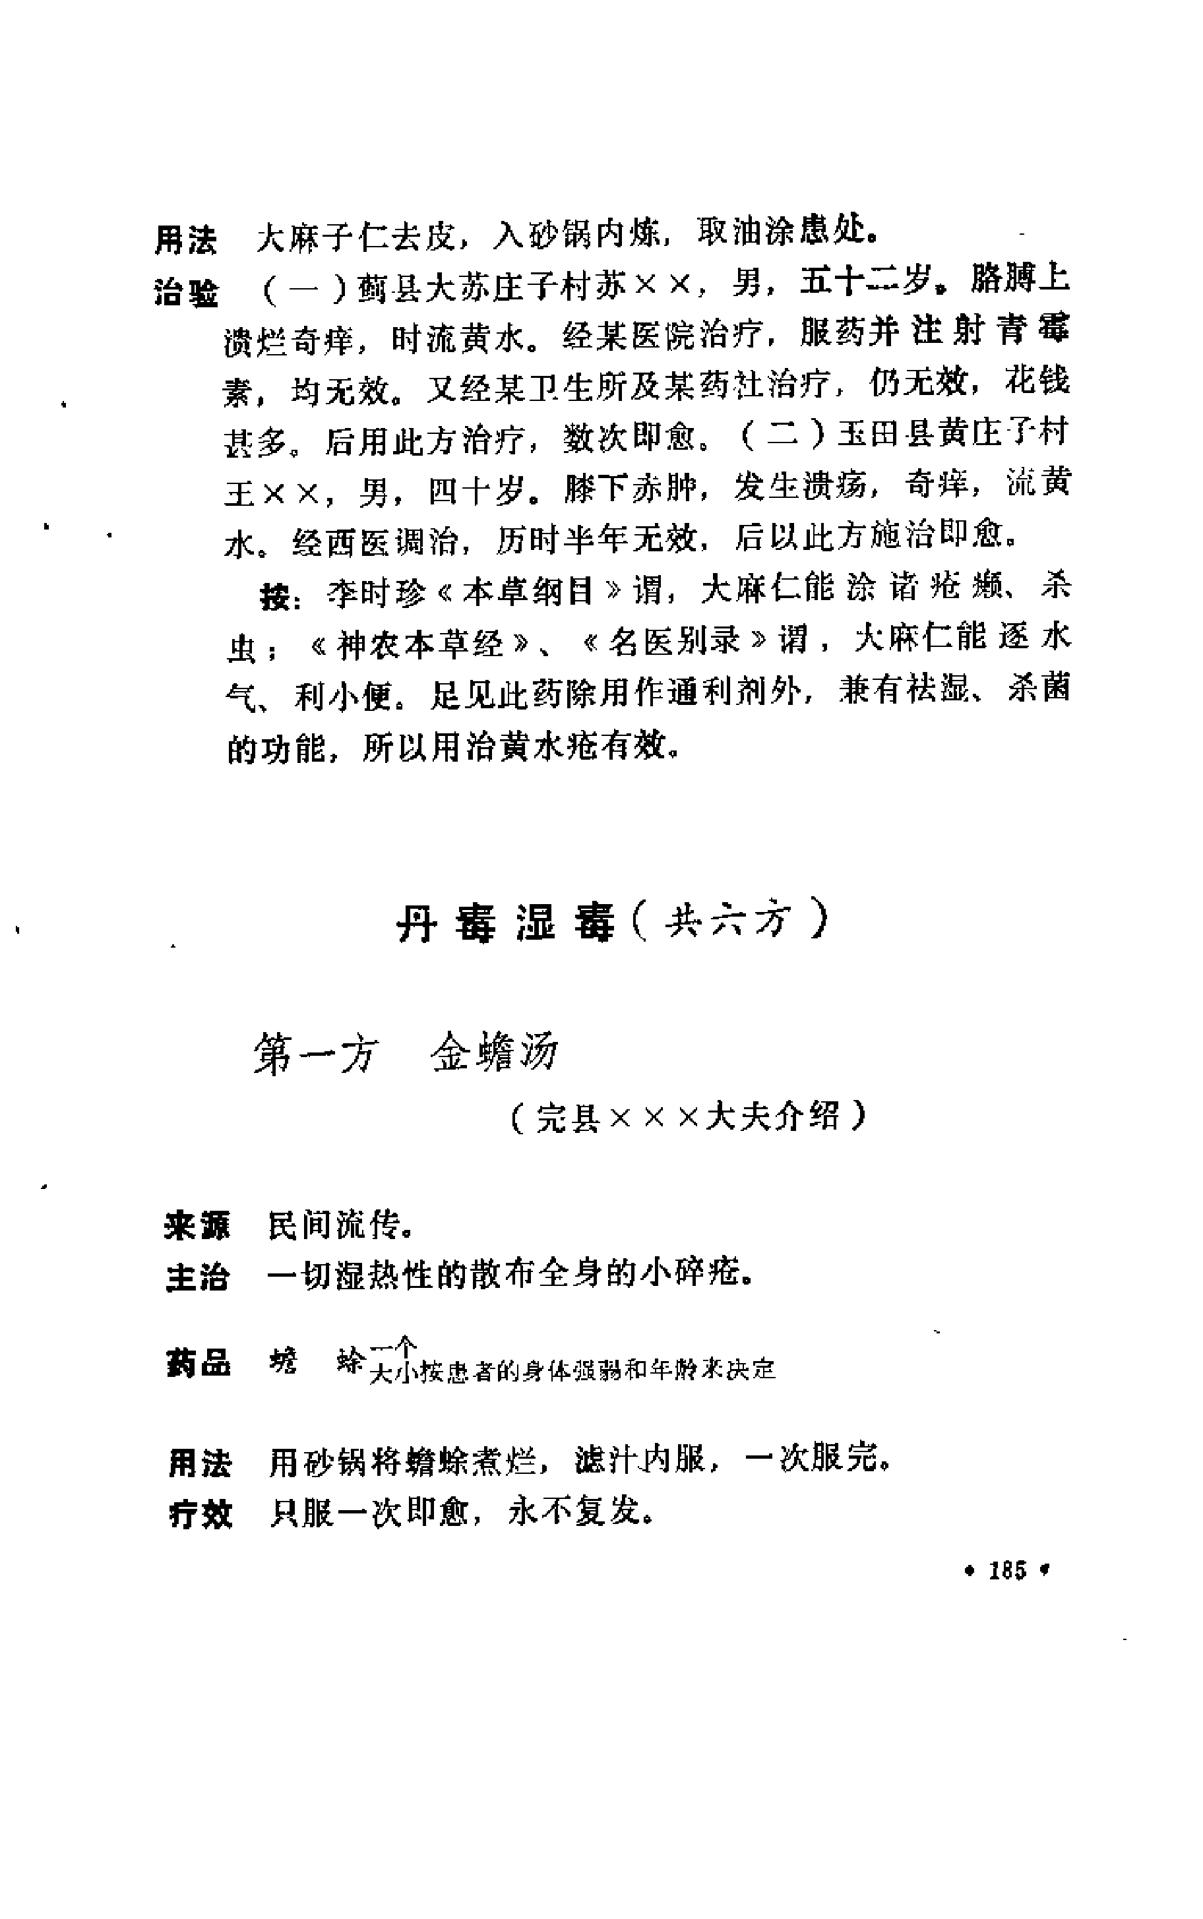 用法　大麻子仁去皮，入砂锅内炼，取油涂患处。
治验　（一）蓟县大苏庄子村苏××，男，五十二岁。胳膊上
溃烂奇痒，时流黄水。经某医院治疗，服药并注射青霉
素，均无效。又经某卫生所及某药社治疗，仍无效，花钱
甚多。后用此方治疗，数次即愈。（二）玉田县黄庄子村
王××，男，四十岁。膝下赤肿，发生溃疡，奇痒，流黄
水。经西医调治，历时半年无效，后以此方施治即愈。
按：李时珍《本草纲目》谓，大麻仁能涂诸疮癞、杀
虫；《神农本草经》、《名医别录》谓，大麻仁能逐水
气、利小便。足见此药除用作通利剂外，兼有祛湿、杀菌
的功能，所以用治黄水疮有效。
丹毒湿毒（共六方）
第一方　金蟾汤
（完县×××大夫介绍）
来源　民间流传。
主治　一切湿热性的散布全身的小碎疮。
药品　蟾　蜍一个
大小按患者的身体强弱和年龄来决定
用法　用砂锅将蟾蜍煮烂，滤汁内服，一次服完。
疗效　只服一次即愈，永不复发。
• 185 •